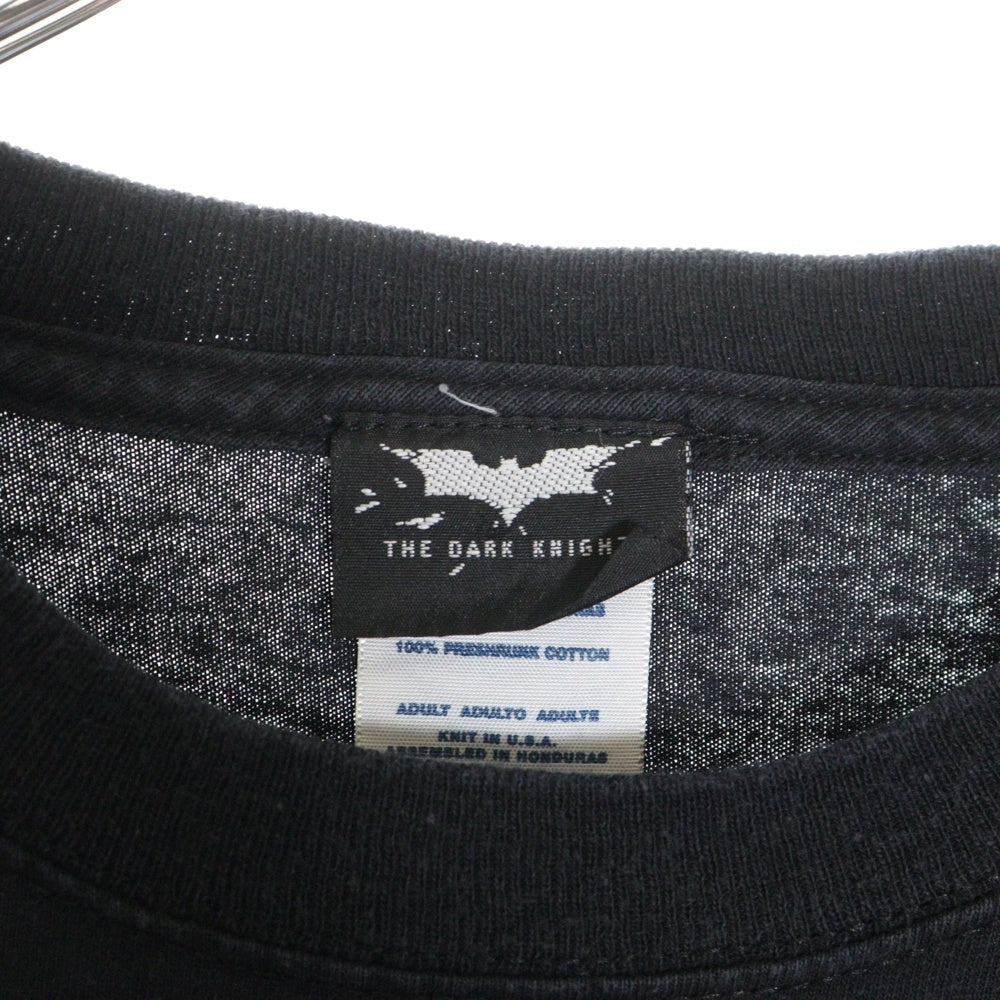 THE DARK KNIGHT
100% PRESHRUNK COTTON
ADULT ADULTO ADULTE
KNIT IN U.S.A.
ASSEMBLED IN HONDURAS